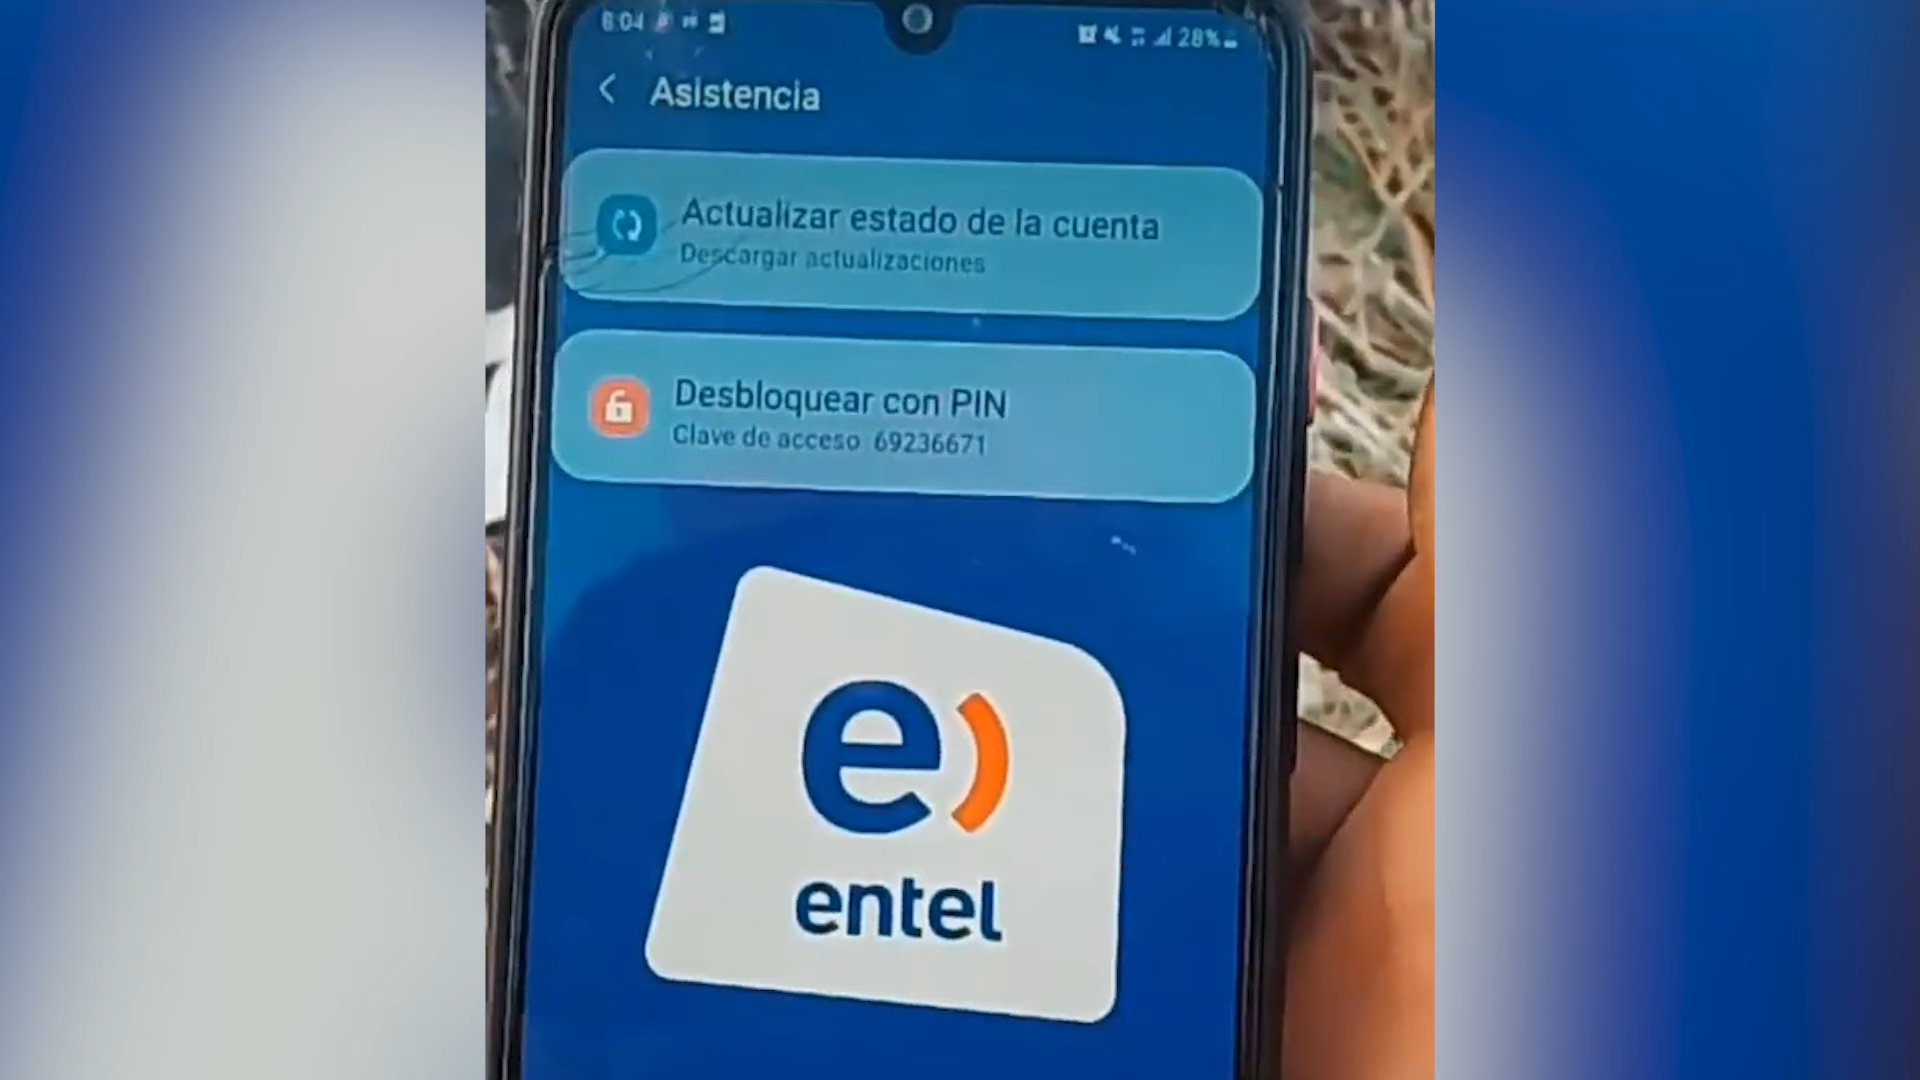 6:04
28%
Asistencia
Actualizar estado de la cuenta
Descargar actualizaciones
Desbloquear con PIN
Clave de acceso 69236671
e)
entel